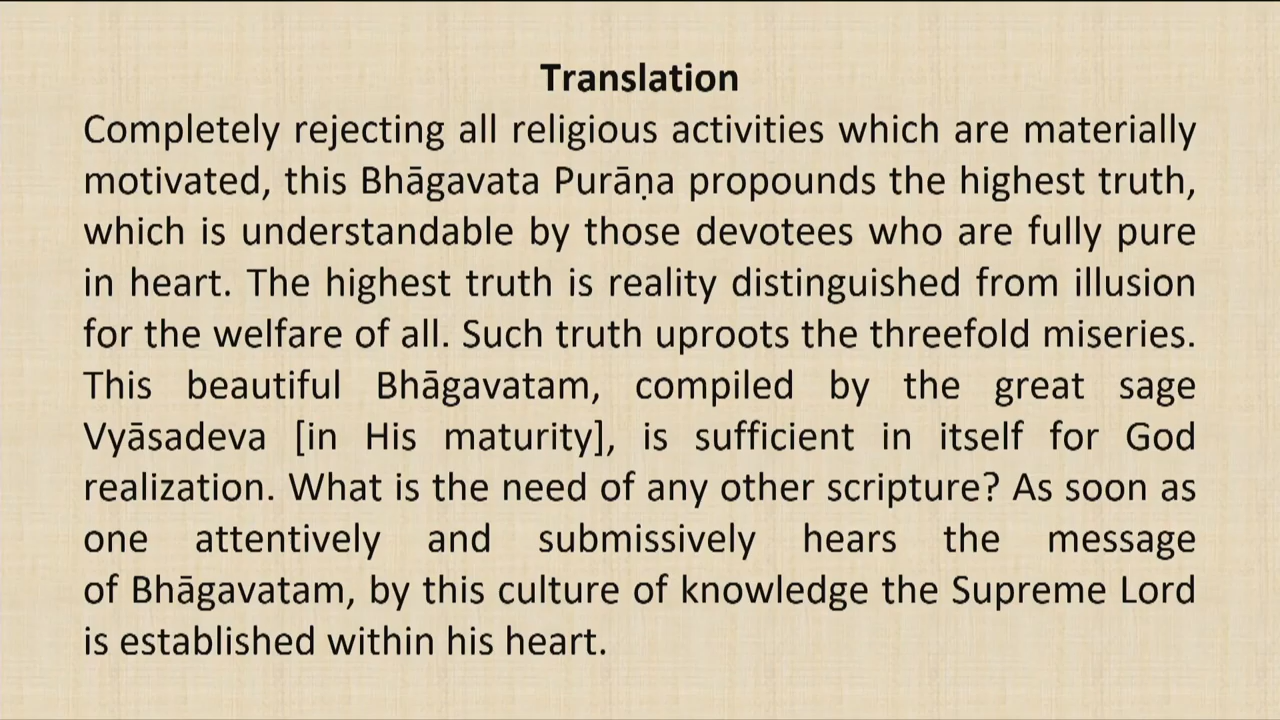 Translation
Completely rejecting all religious activities which are materially
motivated, this Bhāgavata Purāṇa propounds the highest truth,
which is understandable by those devotees who are fully pure
in heart. The highest truth is reality distinguished from illusion
for the welfare of all. Such truth uproots the threefold miseries.
This beautiful Bhāgavatam, compiled by the great sage
Vyāsadeva [in His maturity], is sufficient in itself for God
realization. What is the need of any other scripture? As soon as
one attentively and submissively hears the message
of Bhāgavatam, by this culture of knowledge the Supreme Lord
is established within his heart.